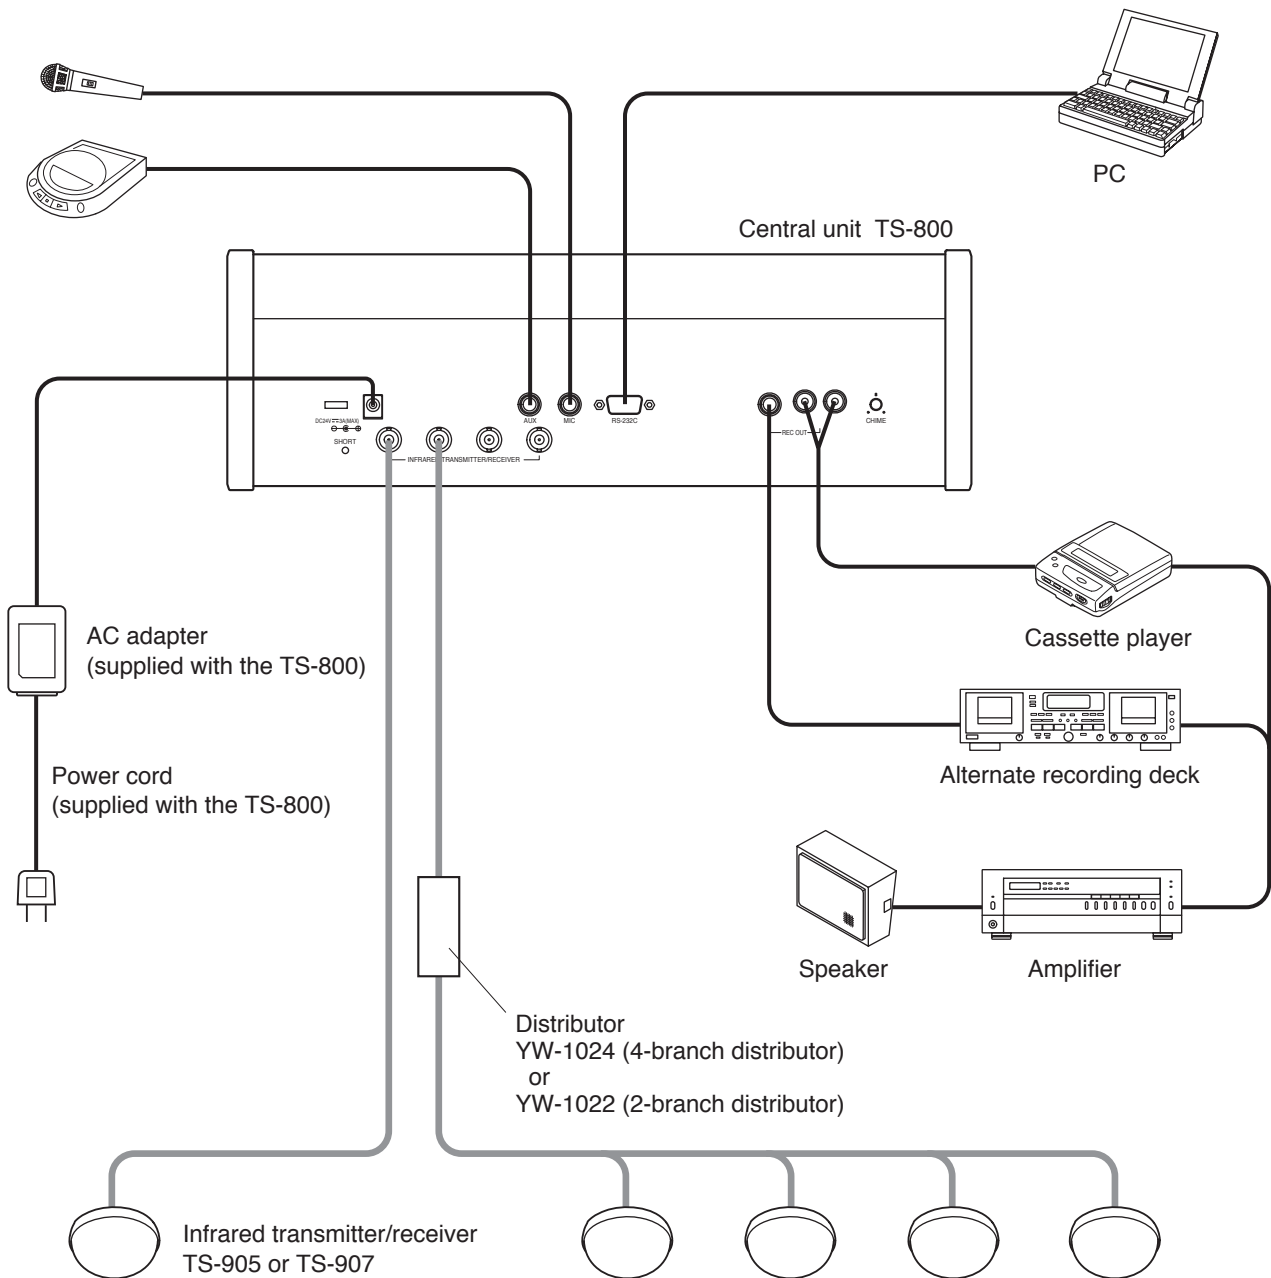 PC
Central unit TS-800
DC24V 3A(MAX)
SHORT
AUX
MIC
RS-232C
REC OUT
CHIME
INFRARED TRANSMITTER/RECEIVER
AC adapter
(supplied with the TS-800)
Power cord
(supplied with the TS-800)
Cassette player
Alternate recording deck
Speaker
Amplifier
Distributor
YW-1024 (4-branch distributor)
or
YW-1022 (2-branch distributor)
Infrared transmitter/receiver
TS-905 or TS-907